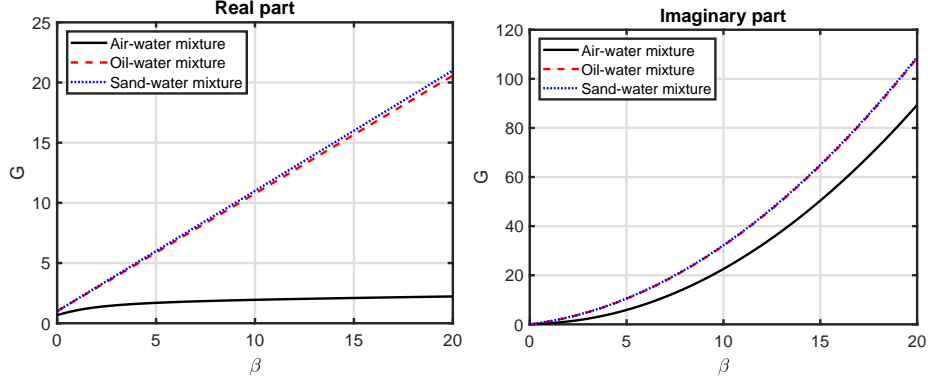 Real part
25
20
15
10
5
0
G
0
5
10
15
20
β
Air-water mixture
Oil-water mixture
Sand-water mixture
Imaginary part
120
100
80
60
40
20
0
G
0
5
10
15
20
β
Air-water mixture
Oil-water mixture
Sand-water mixture